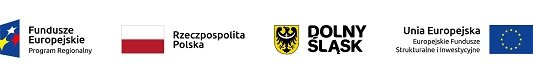 Fundusze
Europejskie
Program Regionalny
Rzeczpospolita
Polska
DOLNY
ŚLĄSK
Unia Europejska
Europejskie Fundusze
Strukturalne i Inwestycyjne